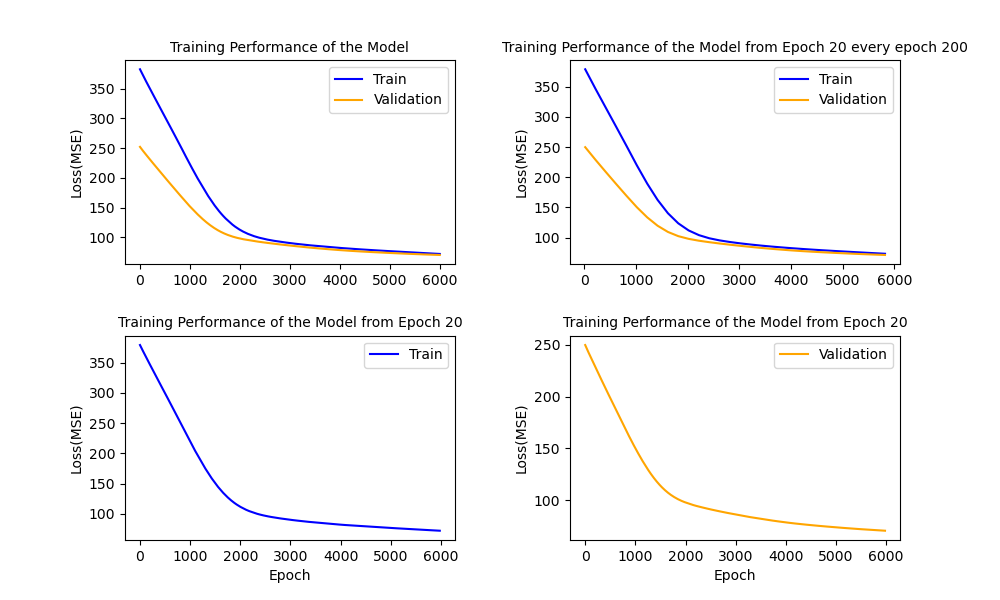 Training Performance of the Model
Loss(MSE)
350
300
250
200
150
100
0 1000 2000 3000 4000 5000 6000
Train
Validation
Training Performance of the Model from Epoch 20 every epoch 200
Loss(MSE)
350
300
250
200
150
100
0 1000 2000 3000 4000 5000 6000
Train
Validation
Training Performance of the Model from Epoch 20
Loss(MSE)
350
300
250
200
150
100
0 1000 2000 3000 4000 5000 6000
Epoch
Train
Training Performance of the Model from Epoch 20
Loss(MSE)
250
200
150
100
0 1000 2000 3000 4000 5000 6000
Epoch
Validation